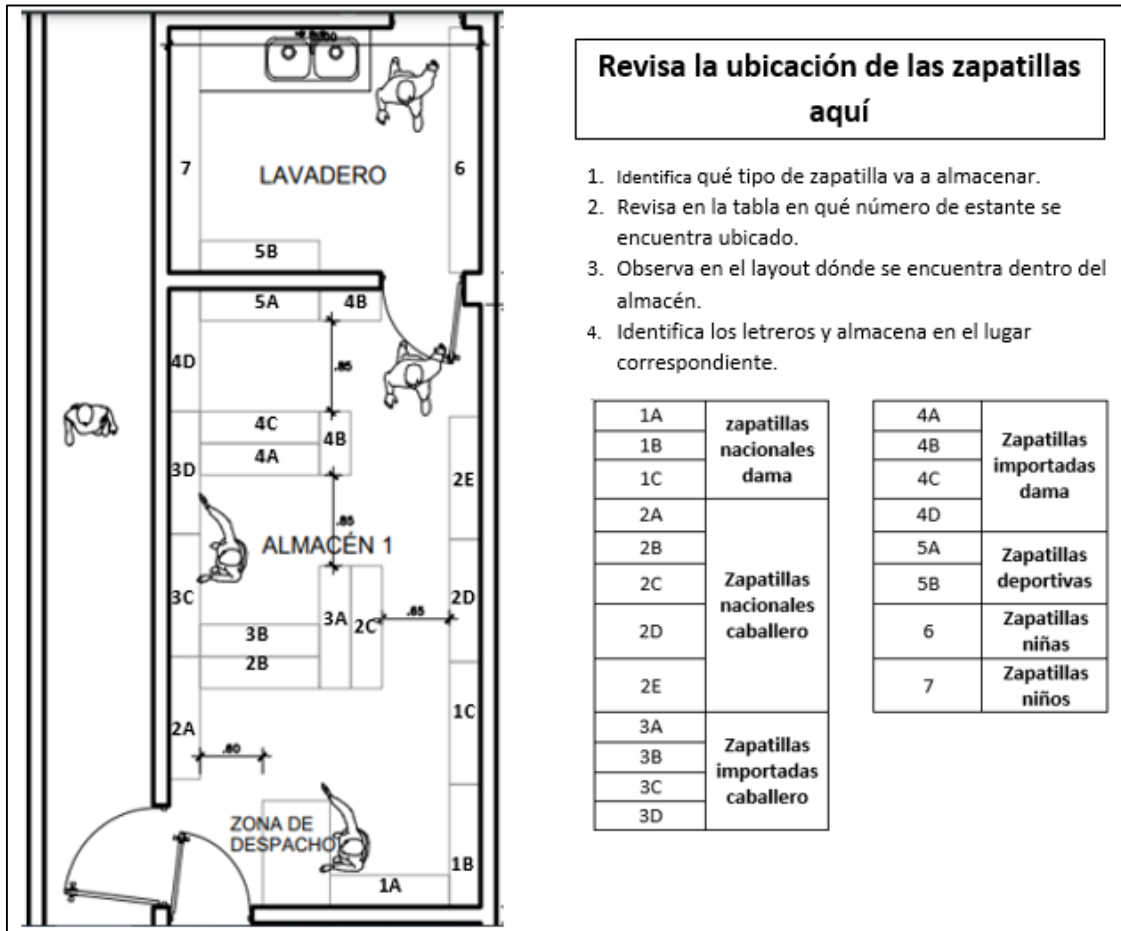 Revisa la ubicación de las zapatillas
aquí
1. Identifica qué tipo de zapatilla va a almacenar.
2. Revisa en la tabla en qué número de estante se
encuentra ubicado.
3. Observa en el layout dónde se encuentra dentro del
almacén.
4. Identifica los letreros y almacena en el lugar
correspondiente.
7
LAVADERO
6
5B
5A
4B
4D
.85
4C
4B
4A
3D
2E
.85
ALMACÉN 1
3C
3A
2C
.65
2D
3B
2B
1C
2A
.60
ZONA DE
DESPACHO
1B
1A
1A
1B
1C
zapatillas
nacionales
dama
2A
2B
2C
2D
2E
Zapatillas
nacionales
caballero
3A
3B
3C
3D
Zapatillas
importadas
caballero
4A
4B
4C
4D
Zapatillas
importadas
dama
5A
5B
Zapatillas
deportivas
6
Zapatillas
niñas
7
Zapatillas
niños